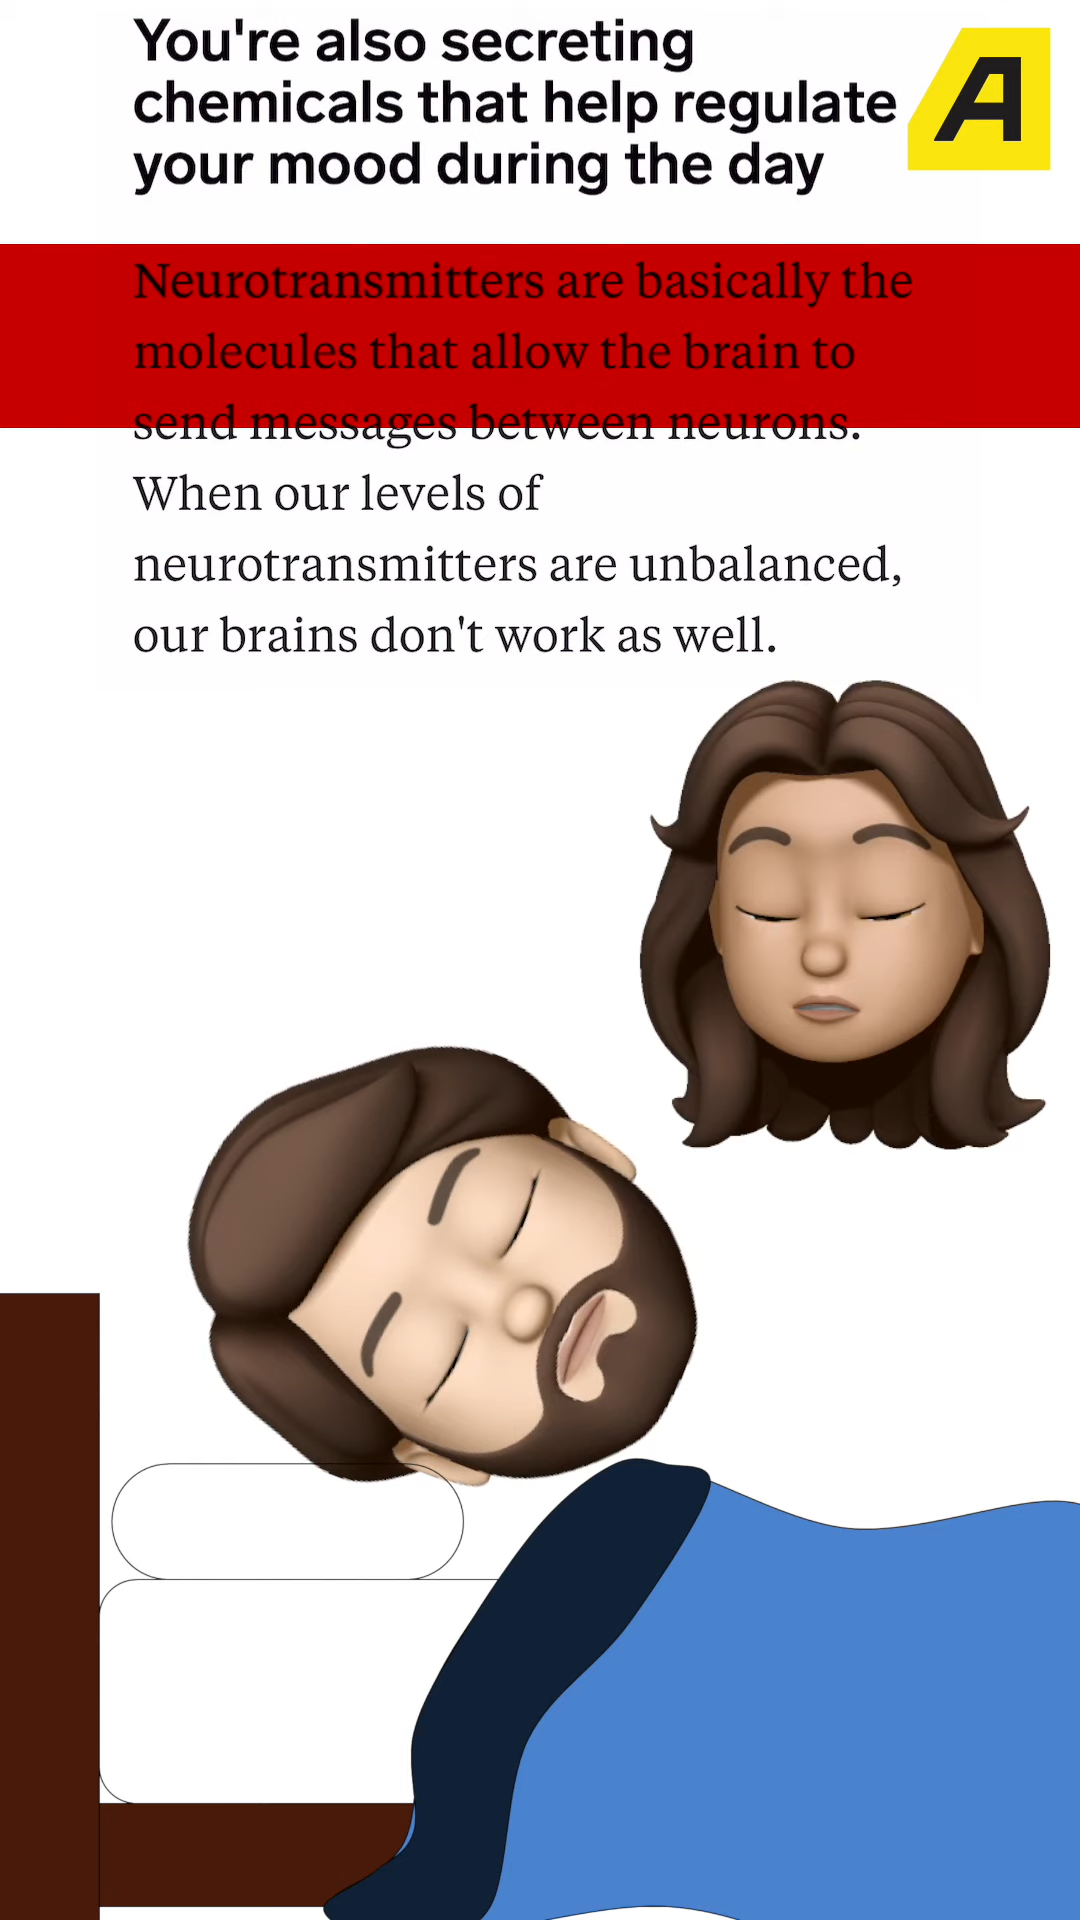 You're also secreting
chemicals that help regulate
your mood during the day
A
Neurotransmitters are basically the
molecules that allow the brain to
send messages between neurons.
When our levels of
neurotransmitters are unbalanced,
our brains don't work as well.